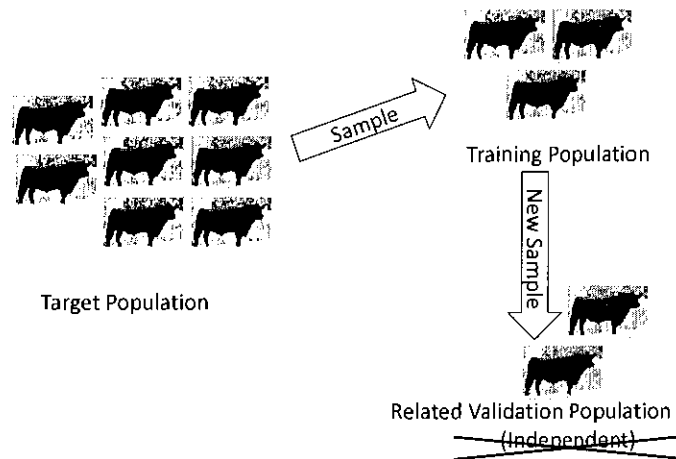 Sample
Training Population
New Sample
Target Population
Related Validation Population
(Independent)